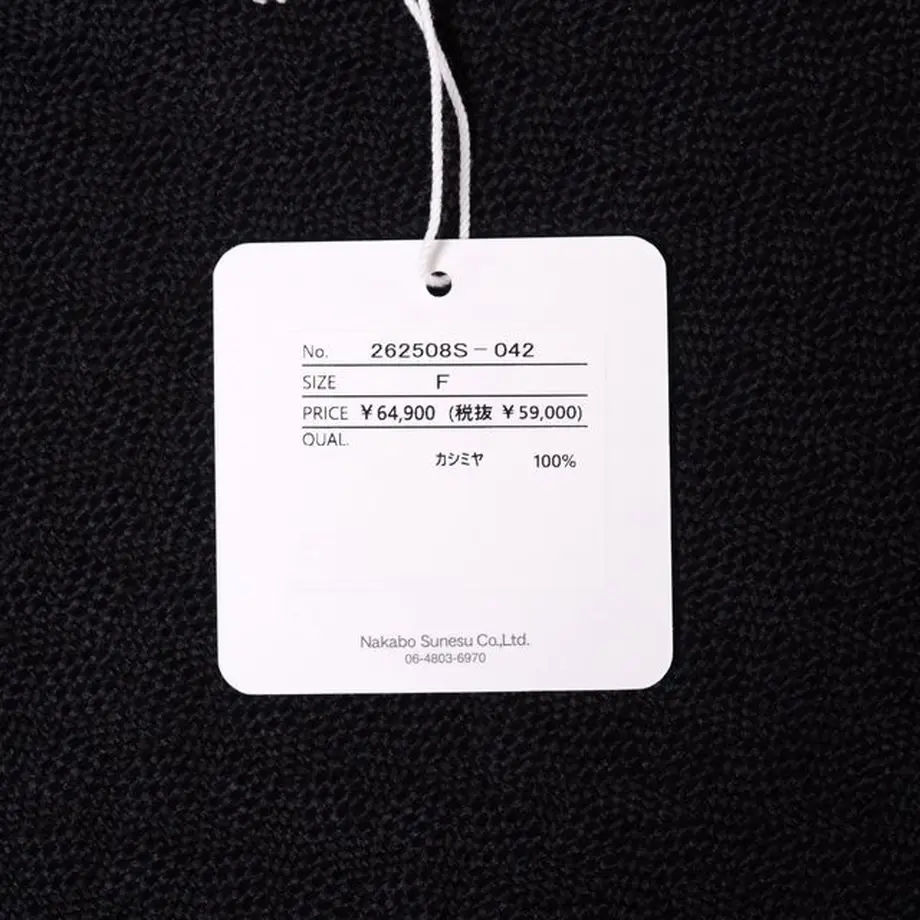 No. 262508S-042
SIZE F
PRICE ¥64,900 (税抜 ¥59,000)
QUAL.
カシミヤ 100%
Nakabo Sunesu Co.,Ltd.
06-4803-6970